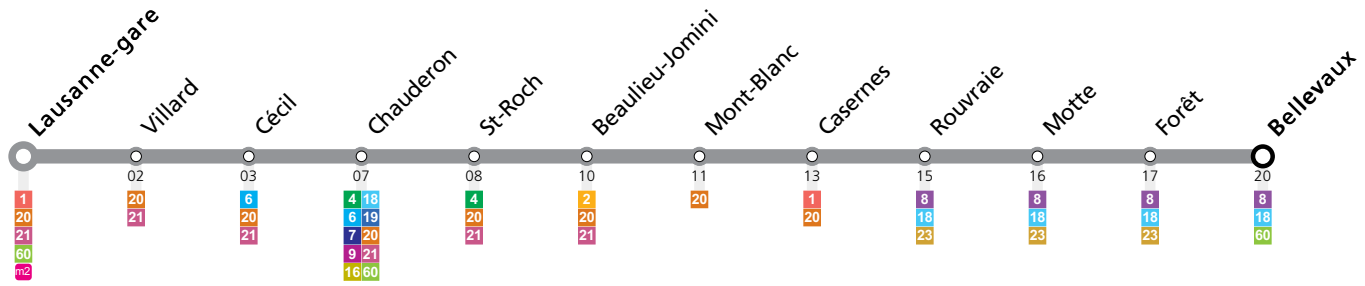 Lausanne-gare
Villard
Cécil
Chauderon
St-Roch
Beaulieu-Jomini
Mont-Blanc
Casernes
Rouvraie
Motte
Forêt
Bellevaux
02 03 07 08 10 11 13 15 16 17 20
1 20 6 4 18 4 2 20 1 8 8 8 8
20 21 20 6 19 20 20 20 18 18 18 18
21 21 7 20 21 21 23 23 23 60
60 9 21
m2 16 60